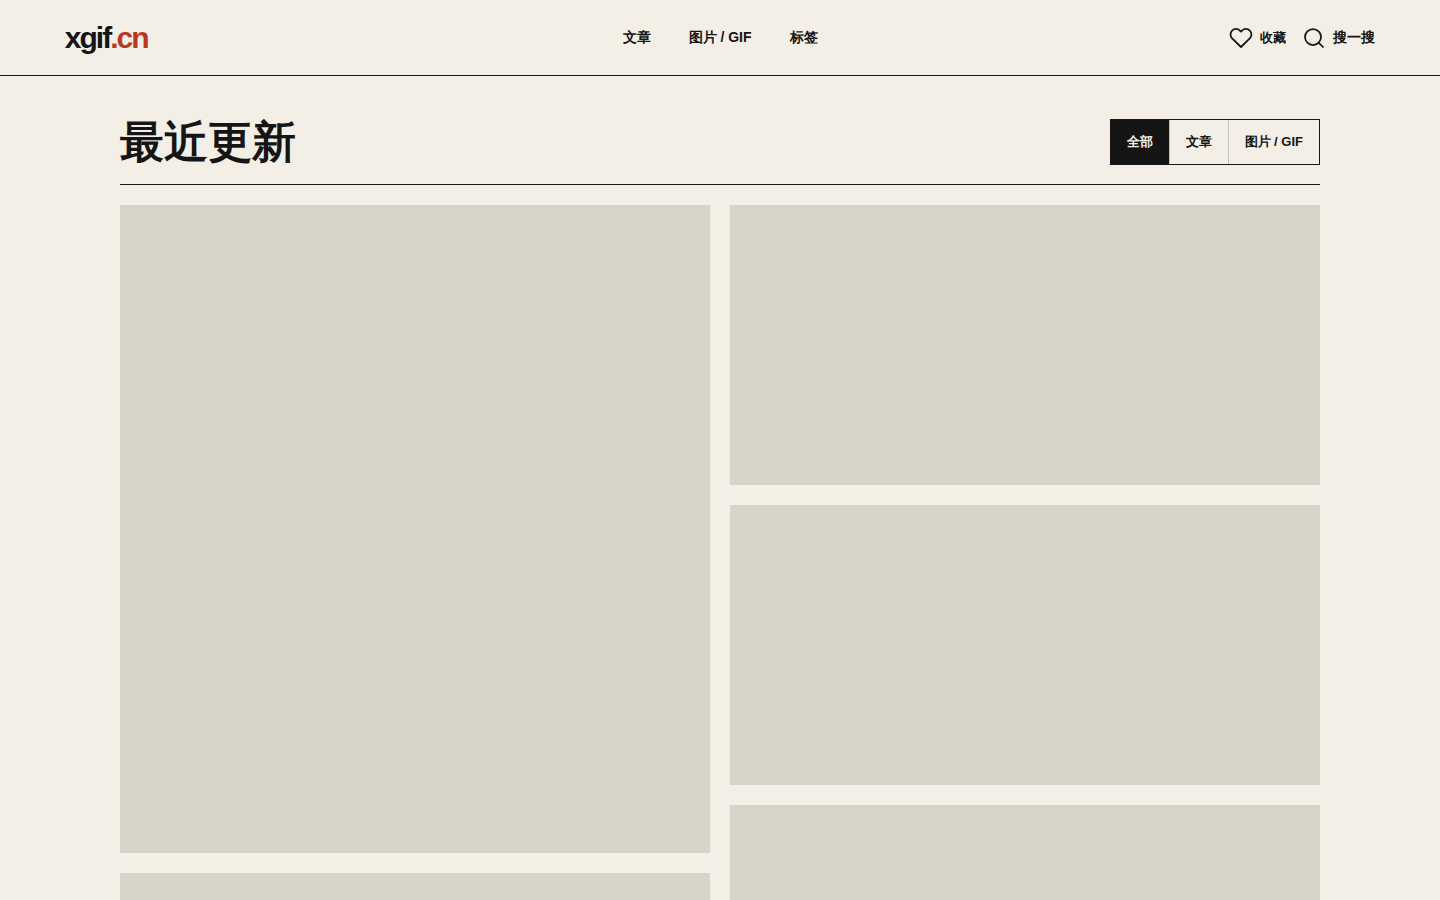 xgif.cn
文章 图片 / GIF 标签
收藏 搜一搜
最近更新
全部 文章 图片 / GIF